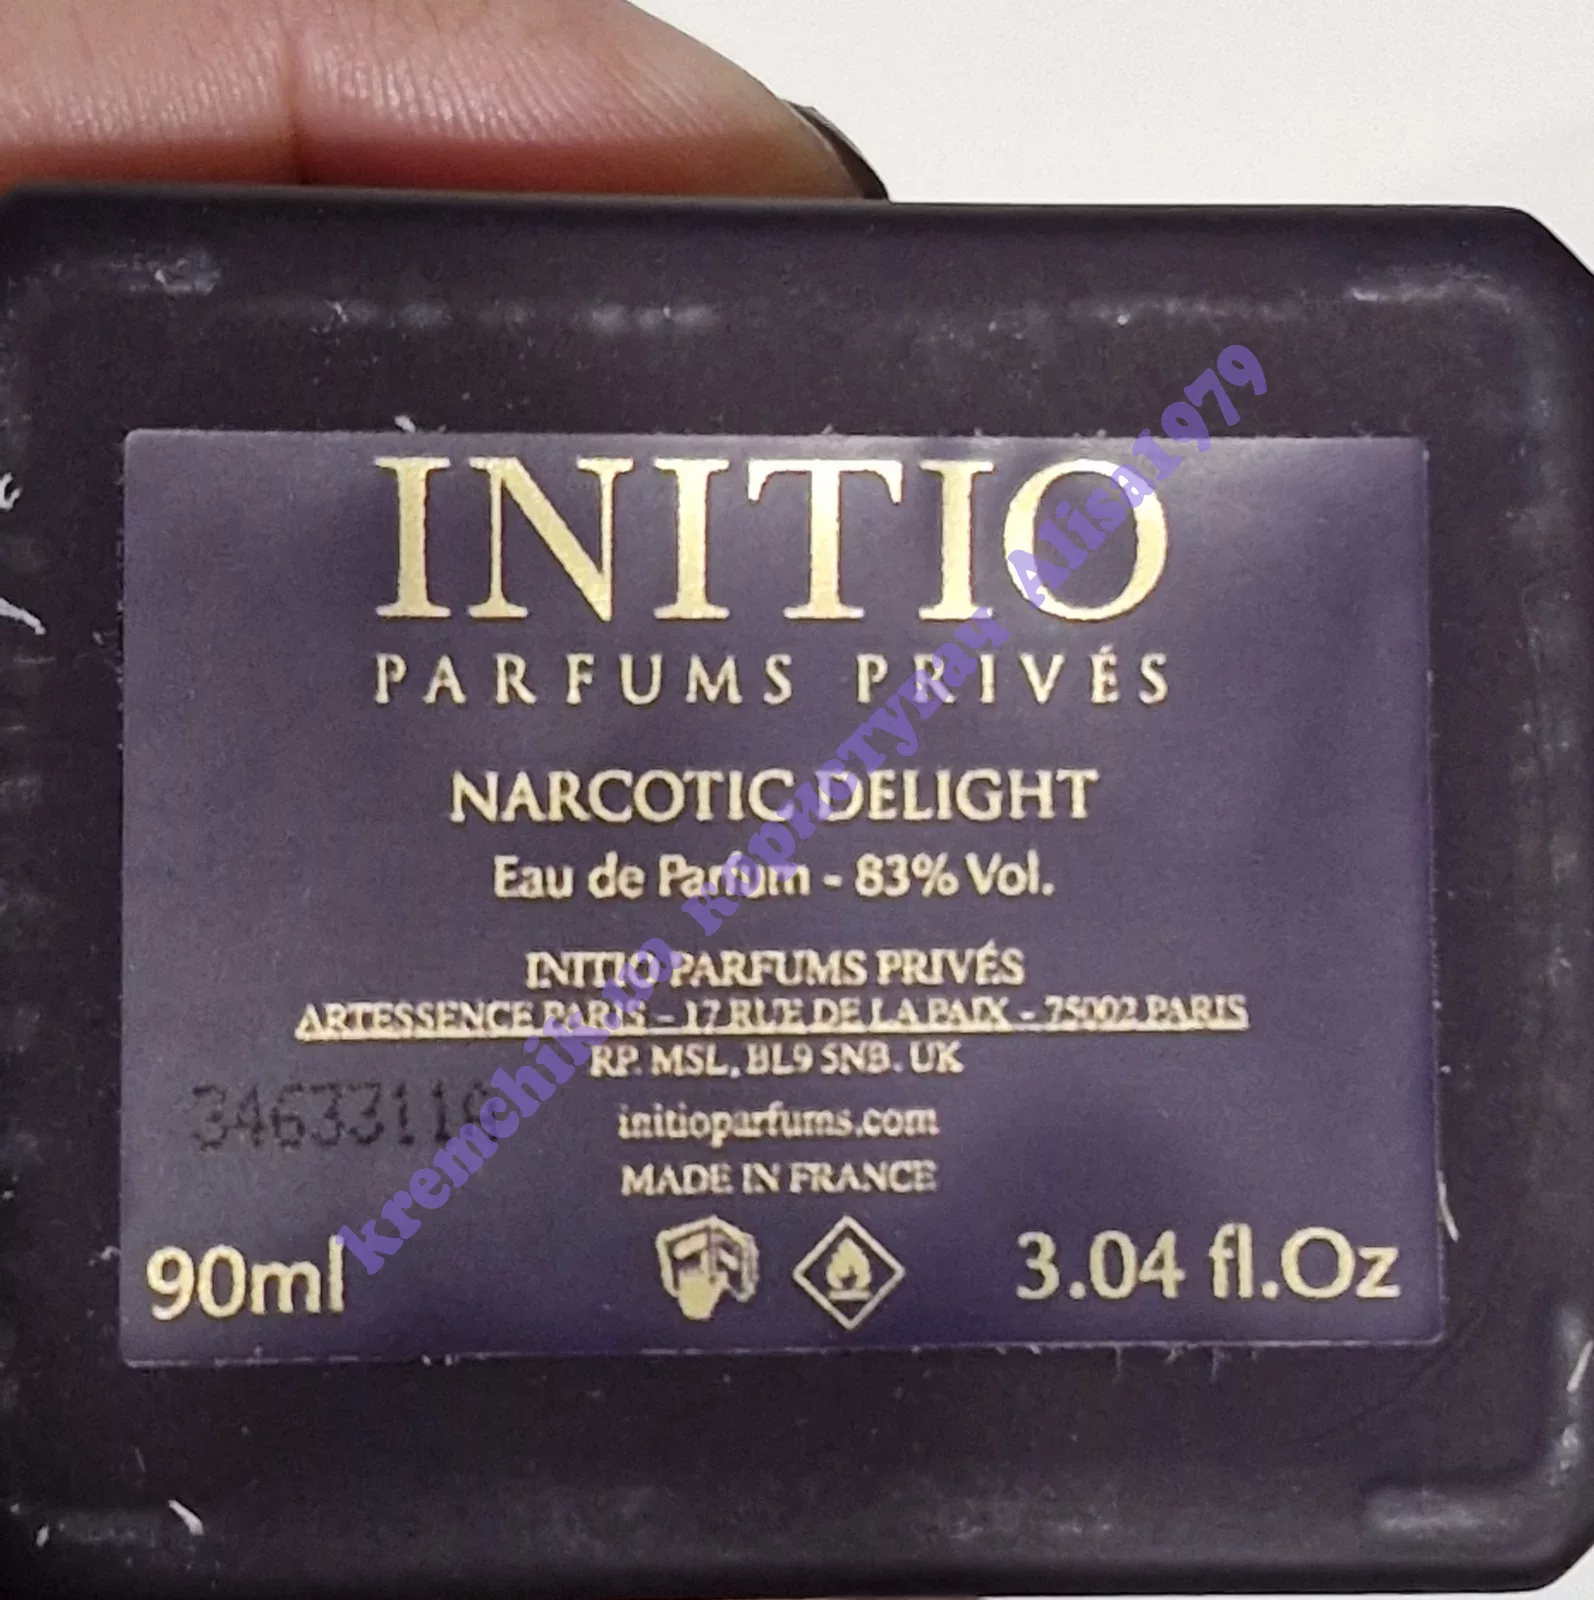 INITIO
PARFUMS PRIVÉS
NARCOTIC DELIGHT
Eau de Parfum - 83% Vol.
INITIO PARFUMS PRIVÉS
ARTESSENCE PARIS - 17 RUE DE LA PAIX - 75002 PARIS
RP. MSL, BL9 5NB. UK
initioparfums.com
MADE IN FRANCE
90ml
3.04 fl.Oz
Alisa1979